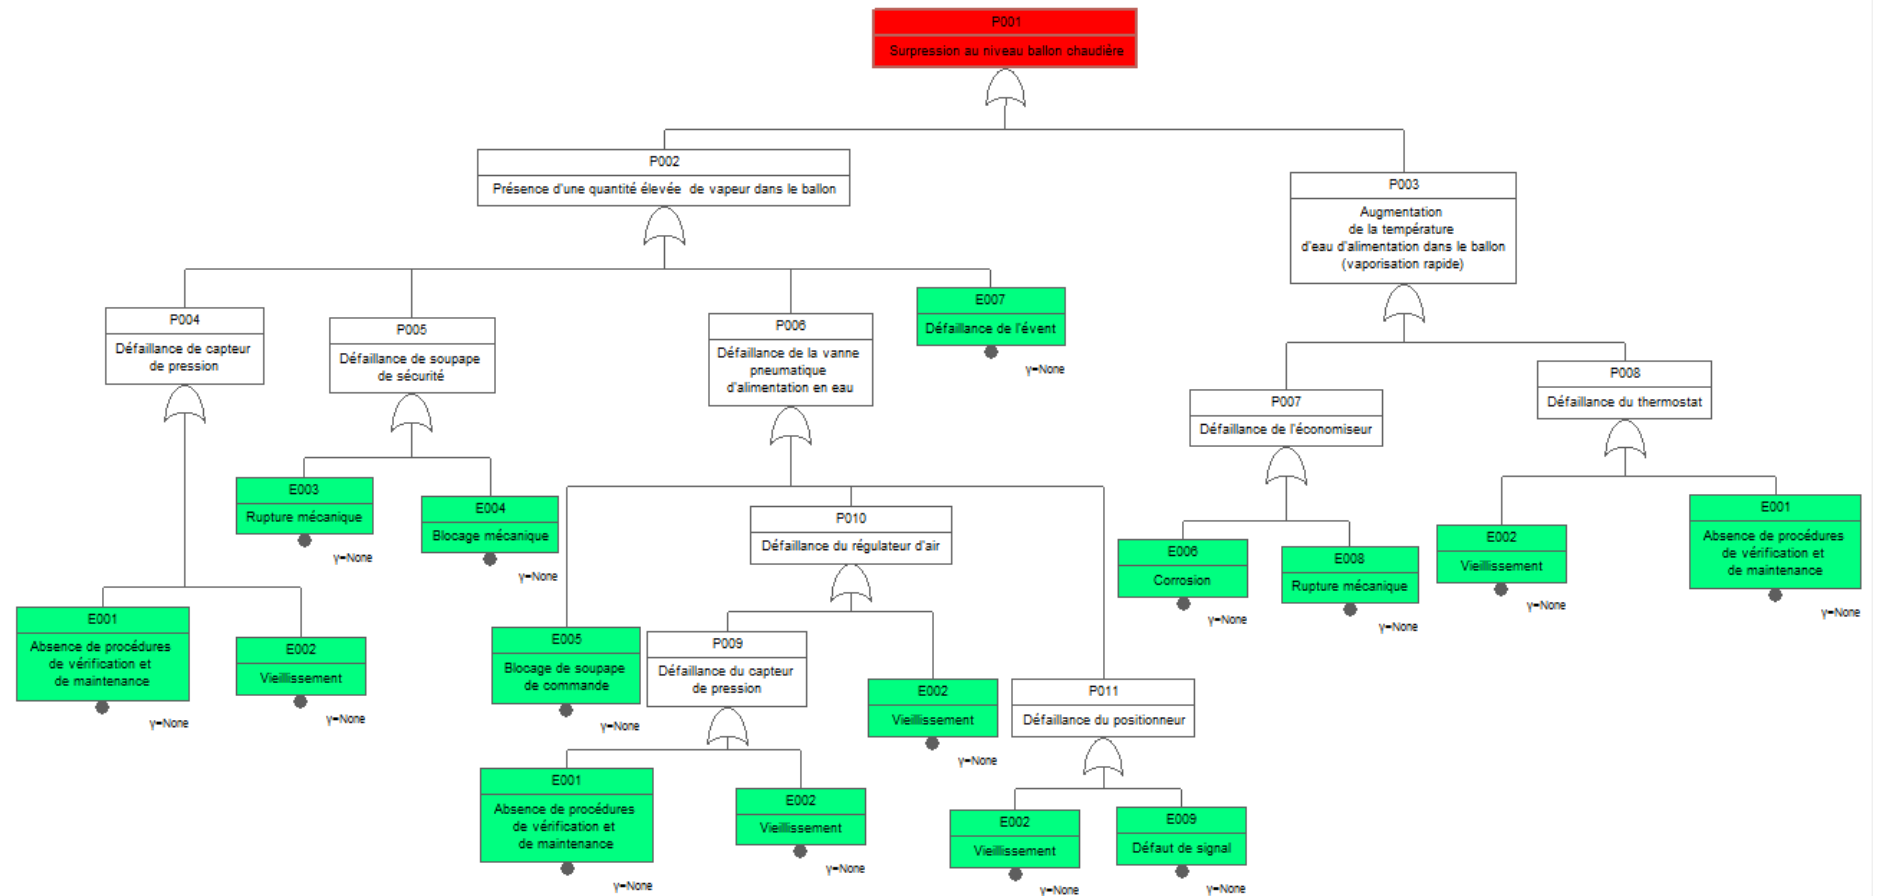 P001
Surpression au niveau ballon chaudière
P002
Présence d'une quantité élevée de vapeur dans le ballon
P003
Augmentation
de la température
d'eau d'alimentation dans le ballon
(vaporisation rapide)
P004
Défaillance de capteur
de pression
P005
Défaillance de soupape
de sécurité
P006
Défaillance de la vanne
pneumatique
d'alimentation en eau
E007
Défaillance de l'évent
γ=None
P007
Défaillance de l'économiseur
P008
Défaillance du thermostat
E003
Rupture mécanique
γ=None
E004
Blocage mécanique
γ=None
P010
Défaillance du régulateur d'air
E006
Corrosion
γ=None
E008
Rupture mécanique
γ=None
E002
Vieillissement
γ=None
E001
Absence de procédures
de vérification et
de maintenance
γ=None
E001
Absence de procédures
de vérification et
de maintenance
γ=None
E002
Vieillissement
γ=None
E005
Blocage de soupape
de commande
γ=None
P009
Défaillance du capteur
de pression
E002
Vieillissement
γ=None
P011
Défaillance du positionneur
E001
Absence de procédures
de vérification et
de maintenance
γ=None
E002
Vieillissement
γ=None
E002
Vieillissement
γ=None
E009
Défaut de signal
γ=None